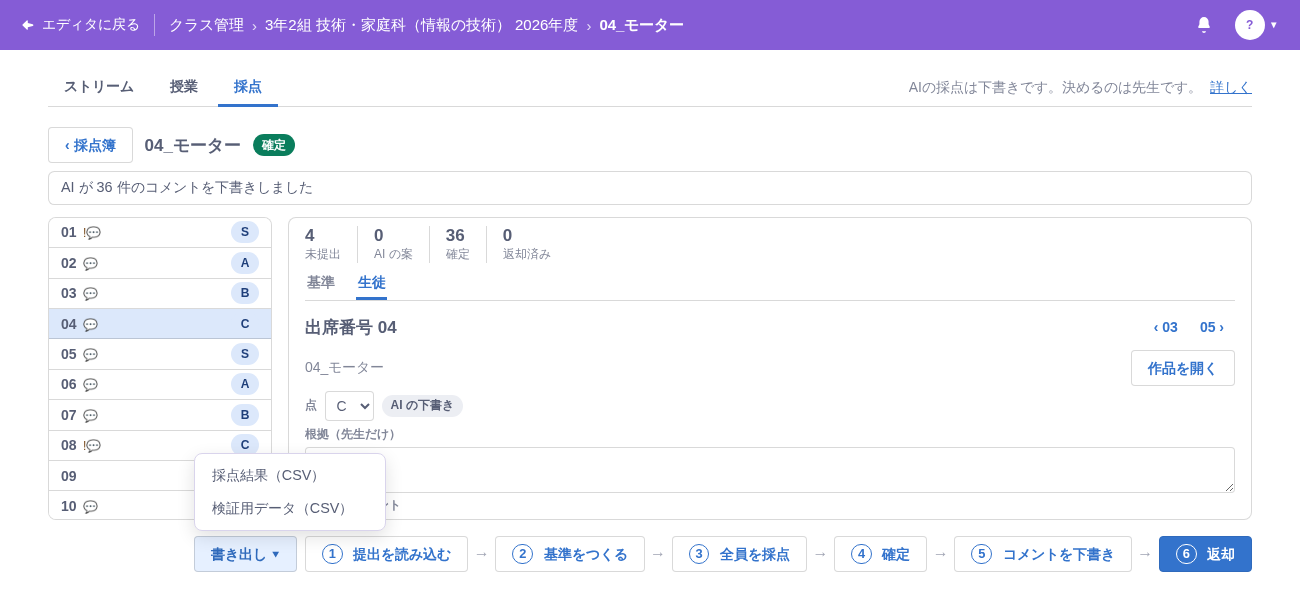 エディタに戻る クラス管理 › 3年2組 技術・家庭科（情報の技術） 2026年度 › 04_モーター ? ▾
ストリーム 授業 採点 AIの採点は下書きです。決めるのは先生です。 詳しく
‹ 採点簿 04_モーター 確定
AI が 36 件のコメントを下書きしました
01 ! S
02 A
03 B
04 C
05 S
06 A
07 B
08 ! C
09
10
4 0 36 0
未提出 AI の案 確定 返却済み
基準 生徒
出席番号 04 ‹ 03 05 ›
04_モーター 作品を開く
点 C AI の下書き
根拠（先生だけ）
採点結果（CSV）
検証用データ（CSV）
書き出し ▾ 1 提出を読み込む → 2 基準をつくる → 3 全員を採点 → 4 確定 → 5 コメントを下書き → 6 返却